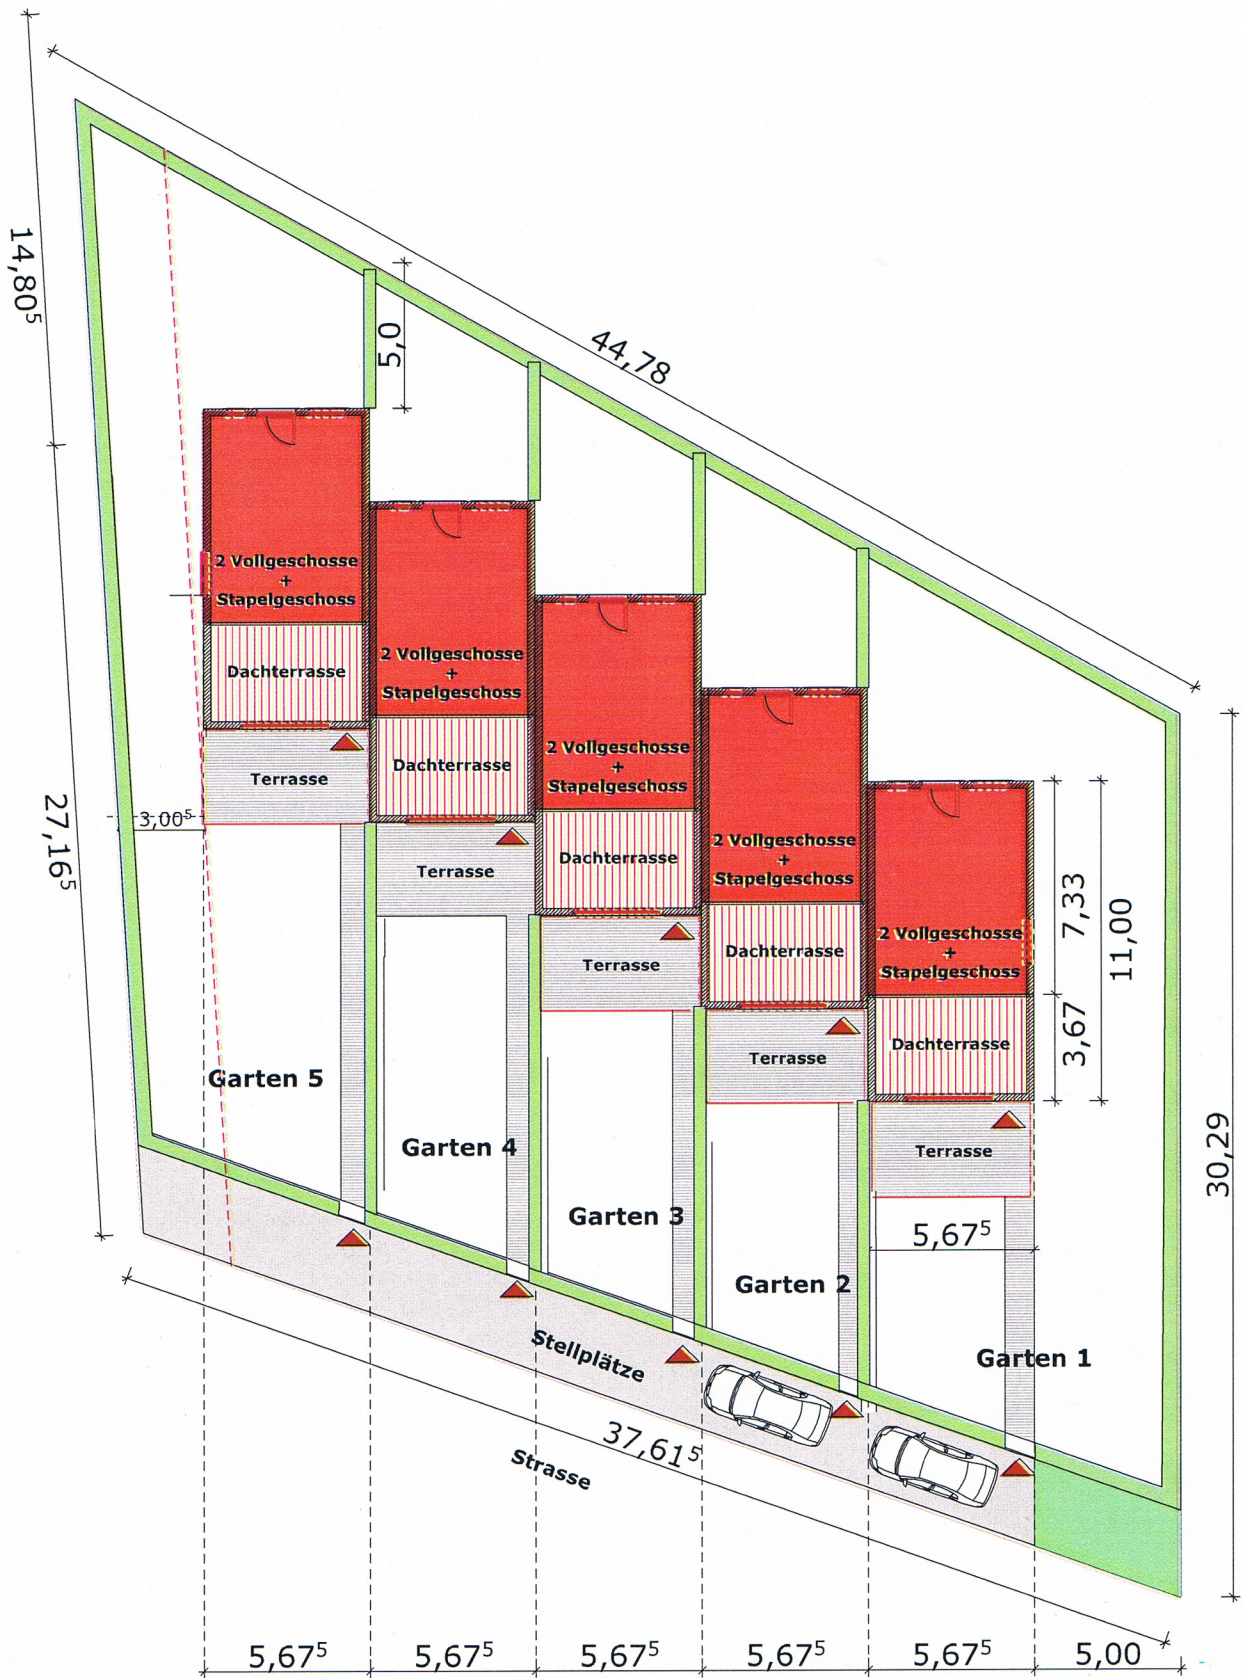 14,80⁵
44,78
5,0
2 Vollgeschosse
+
Stapelgeschoss
Dachterrasse
Terrasse
2 Vollgeschosse
+
Stapelgeschoss
Dachterrasse
Terrasse
2 Vollgeschosse
+
Stapelgeschoss
Dachterrasse
Terrasse
2 Vollgeschosse
+
Stapelgeschoss
Dachterrasse
Terrasse
2 Vollgeschosse
+
Stapelgeschoss
Dachterrasse
Terrasse
7,33
11,00
3,67
27,16⁵
3,00⁵
30,29
5,67⁵
Garten 5
Garten 4
Garten 3
Garten 2
Garten 1
Stellplätze
37,61⁵
Strasse
5,67⁵
5,67⁵
5,67⁵
5,67⁵
5,67⁵
5,00